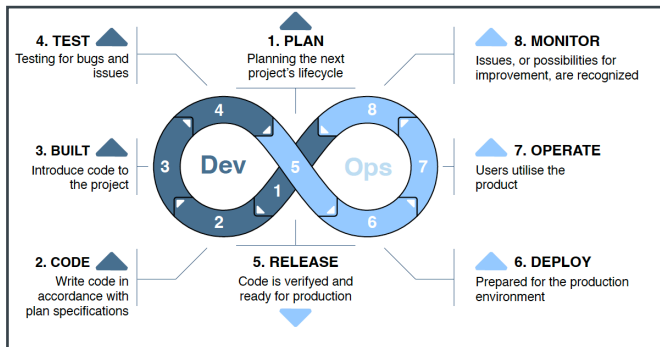 4. TEST
Testing for bugs and
issues
1. PLAN
Planning the next
project's lifecycle
8. MONITOR
Issues, or possibilities for
improvement, are recognized
3. BUILT
Introduce code to
the project
4
8
3
Dev
5
Ops
7
1
2
6
7. OPERATE
Users utilise the
product
2. CODE
Write code in
accordance with
plan specifications
5. RELEASE
Code is verifyed and
ready for production
6. DEPLOY
Prepared for the production
environment